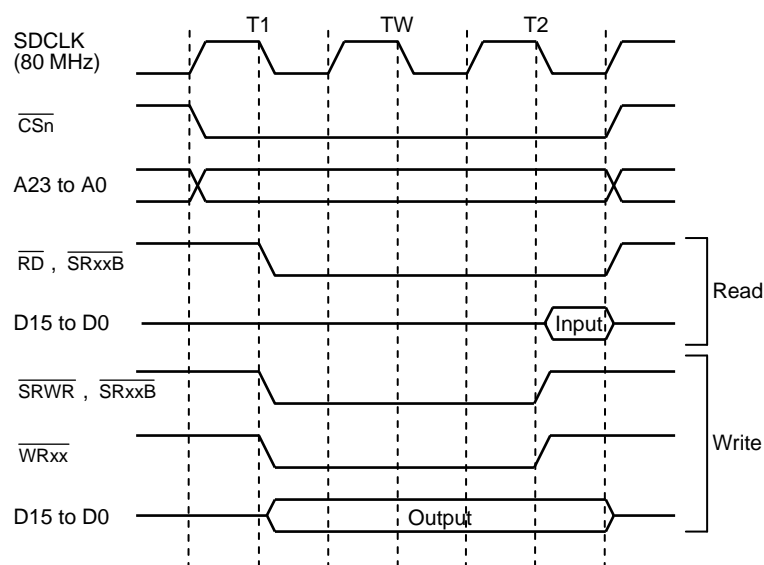 T1 TW T2
SDCLK
(80 MHz)
CSn
A23 to A0
RD , SRxxB
Read
D15 to D0
Input
SRWR , SRxxB
Write
WRxx
D15 to D0
Output